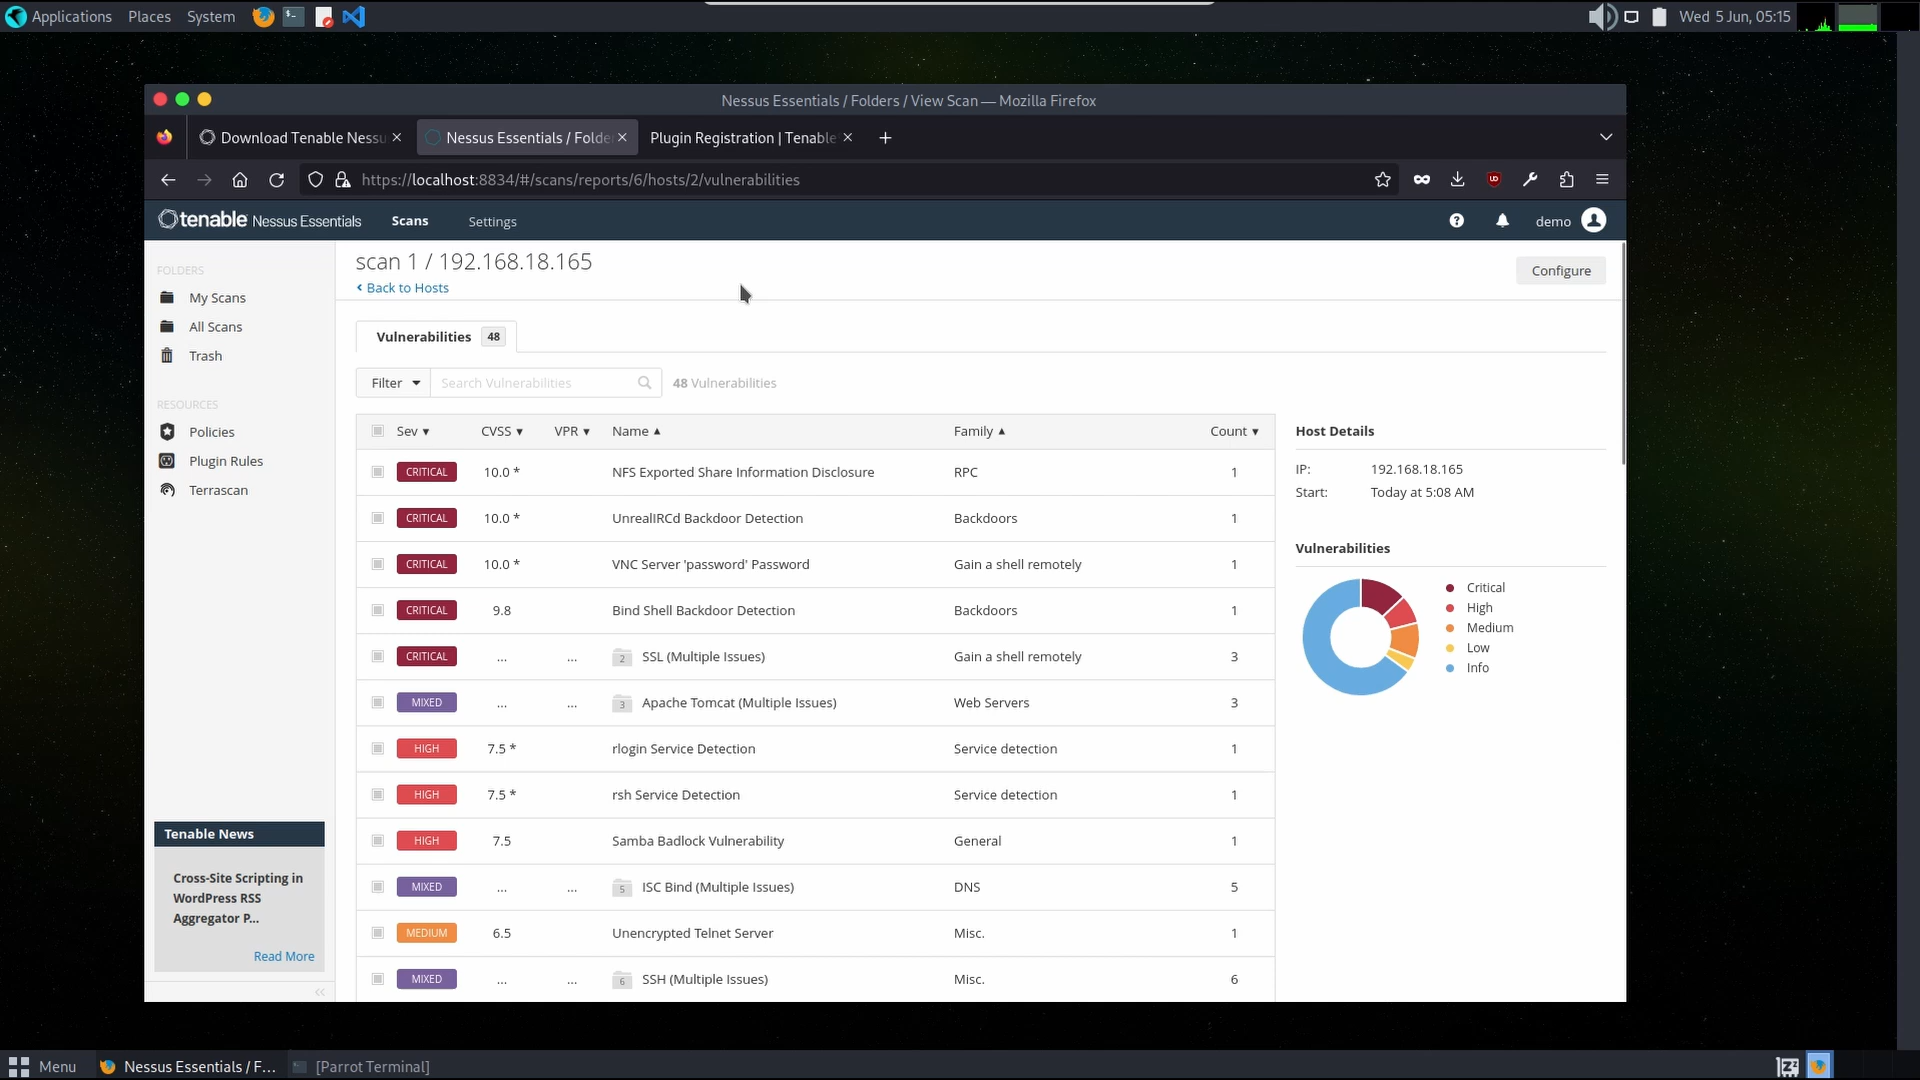 Applications Places System Wed 5 Jun, 05:15
Nessus Essentials / Folders / View Scan — Mozilla Firefox
Download Tenable Nessu Nessus Essentials / Folde Plugin Registration | Tenable
https://localhost:8834/#/scans/reports/6/hosts/2/vulnerabilities
tenable Nessus Essentials Scans Settings demo
FOLDERS
My Scans
All Scans
Trash
RESOURCES
Policies
Plugin Rules
Terrascan
Tenable News
Cross-Site Scripting in
WordPress RSS
Aggregator P...
Read More
scan 1 / 192.168.18.165
Configure
Back to Hosts
Vulnerabilities 48
Filter Search Vulnerabilities 48 Vulnerabilities
Sev CVSS VPR Name Family Count
CRITICAL 10.0 * NFS Exported Share Information Disclosure RPC 1
CRITICAL 10.0 * UnrealIRCd Backdoor Detection Backdoors 1
CRITICAL 10.0 * VNC Server 'password' Password Gain a shell remotely 1
CRITICAL 9.8 Bind Shell Backdoor Detection Backdoors 1
CRITICAL ... ... 2 SSL (Multiple Issues) Gain a shell remotely 3
MIXED ... ... 3 Apache Tomcat (Multiple Issues) Web Servers 3
HIGH 7.5 * rlogin Service Detection Service detection 1
HIGH 7.5 * rsh Service Detection Service detection 1
HIGH 7.5 Samba Badlock Vulnerability General 1
MIXED ... ... 5 ISC Bind (Multiple Issues) DNS 5
MEDIUM 6.5 Unencrypted Telnet Server Misc. 1
MIXED ... ... 6 SSH (Multiple Issues) Misc. 6
Host Details
IP: 192.168.18.165
Start: Today at 5:08 AM
Vulnerabilities
Critical
High
Medium
Low
Info
Menu Nessus Essentials / F... [Parrot Terminal]